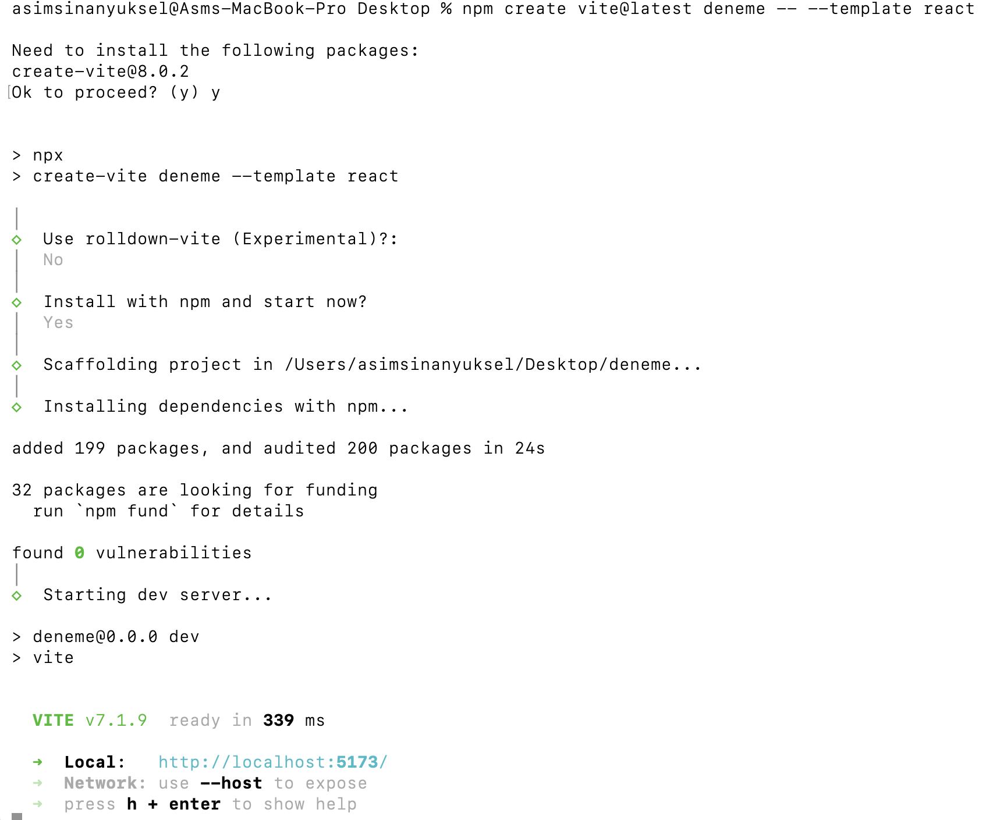 asimsinanyuksel@Asms-MacBook-Pro Desktop % npm create vite@latest deneme -- --template react
Need to install the following packages:
create-vite@8.0.2
[Ok to proceed? (y) y
> npx
> create-vite deneme --template react
Use rolldown-vite (Experimental)?:
No
Install with npm and start now?
Yes
Scaffolding project in /Users/asimsinanyuksel/Desktop/deneme...
Installing dependencies with npm...
added 199 packages, and audited 200 packages in 24s
32 packages are looking for funding
run `npm fund` for details
found 0 vulnerabilities
Starting dev server...
> deneme@0.0.0 dev
> vite
VITE v7.1.9 ready in 339 ms
➜ Local: http://localhost:5173/
➜ Network: use --host to expose
➜ press h + enter to show help